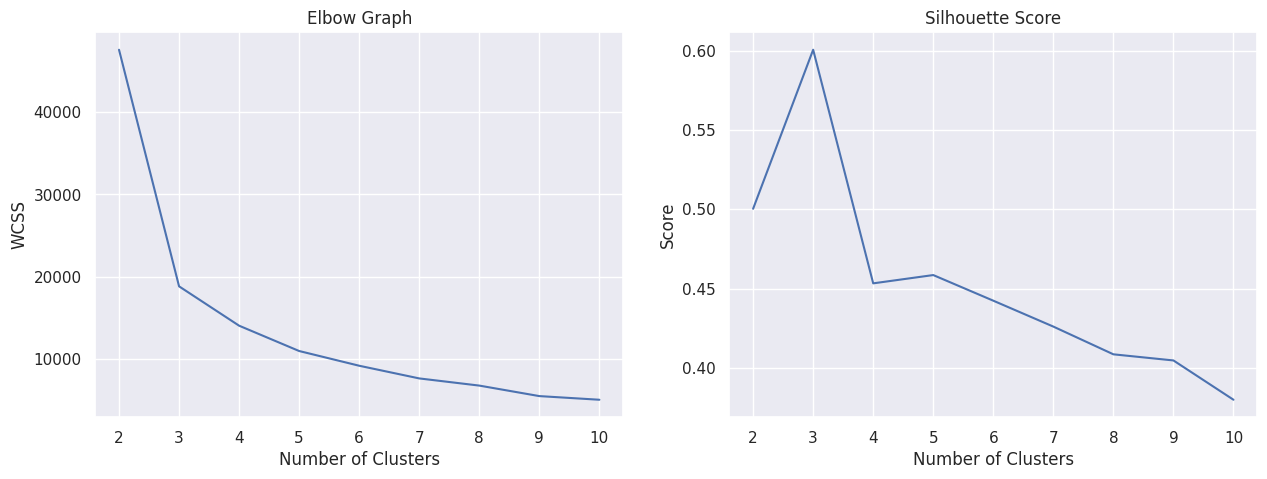 Elbow Graph
WCSS
40000
30000
20000
10000
2 3 4 5 6 7 8 9 10
Number of Clusters
Silhouette Score
Score
0.60
0.55
0.50
0.45
0.40
2 3 4 5 6 7 8 9 10
Number of Clusters